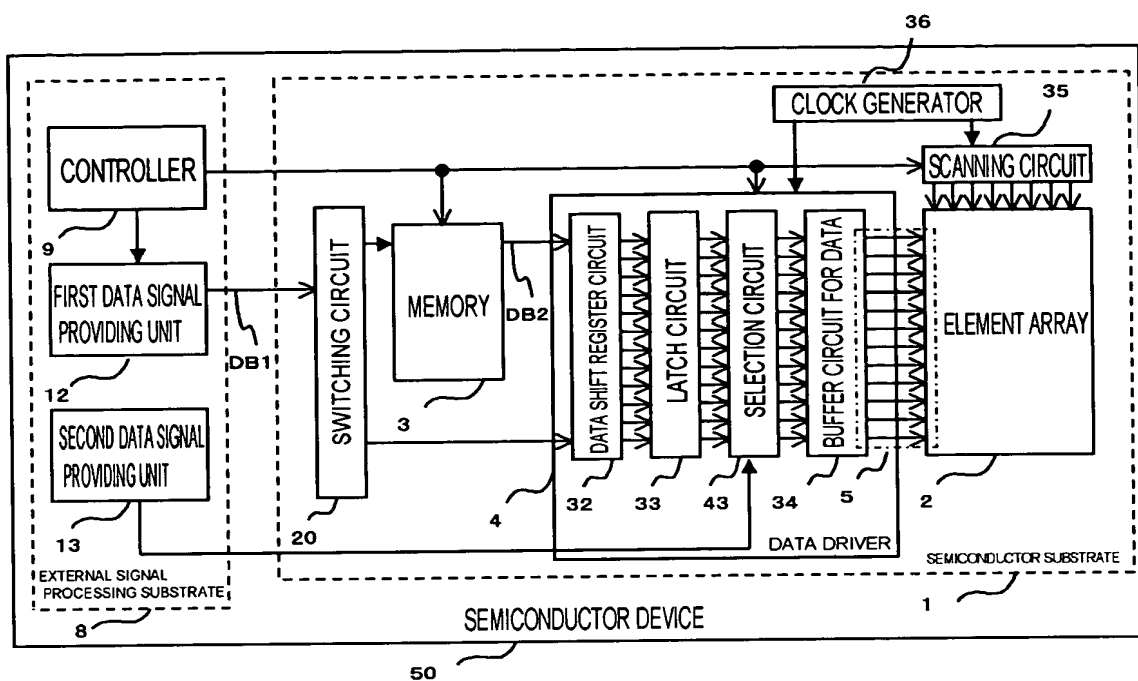 36
CLOCK GENERATOR
35
CONTROLLER
SCANNING CIRCUIT
9
FIRST DATA SIGNAL
PROVIDING UNIT
DB1
12
SECOND DATA SIGNAL
PROVIDING UNIT
13
SWITCHING CIRCUIT
20
MEMORY
3
DB2
DATA SHIFT REGISTER CIRCUIT
LATCH CIRCUIT
SELECTION CIRCUIT
BUFFER CIRCUIT FOR DATA
ELEMENT ARRAY
4
32
33
43
34
5
2
DATA DRIVER
SEMICONDUCTOR SUBSTRATE
1
EXTERNAL SIGNAL
PROCESSING SUBSTRATE
8
SEMICONDUCTOR DEVICE
50